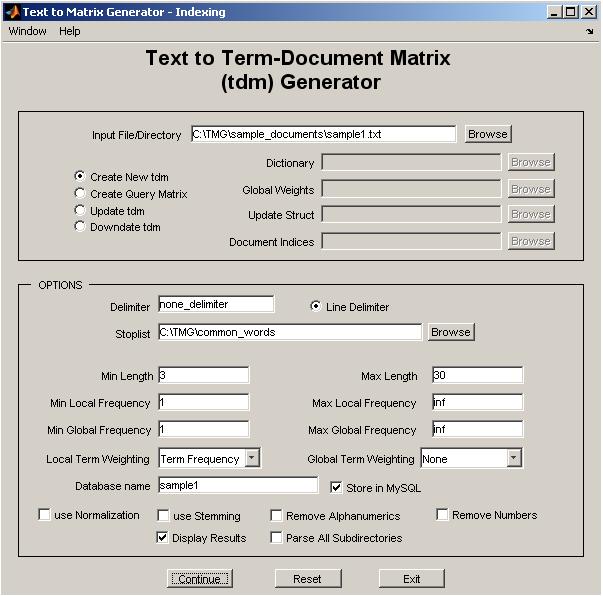 Text to Matrix Generator - Indexing
Window Help
Text to Term-Document Matrix
(tdm) Generator
Input File/Directory C:\TMG\sample_documents\sample1.txt Browse
Dictionary Browse
Create New tdm
Global Weights Browse
Create Query Matrix
Update tdm
Update Struct Browse
Downdate tdm
Document Indices Browse
OPTIONS
Delimiter none_delimiter Line Delimiter
Stoplist C:\TMG\common_words Browse
Min Length 3 Max Length 30
Min Local Frequency 1 Max Local Frequency inf
Min Global Frequency 1 Max Global Frequency inf
Local Term Weighting Term Frequency Global Term Weighting None
Database name sample1 Store in MySQL
use Normalization use Stemming Remove Alphanumerics Remove Numbers
Display Results Parse All Subdirectories
Continue Reset Exit